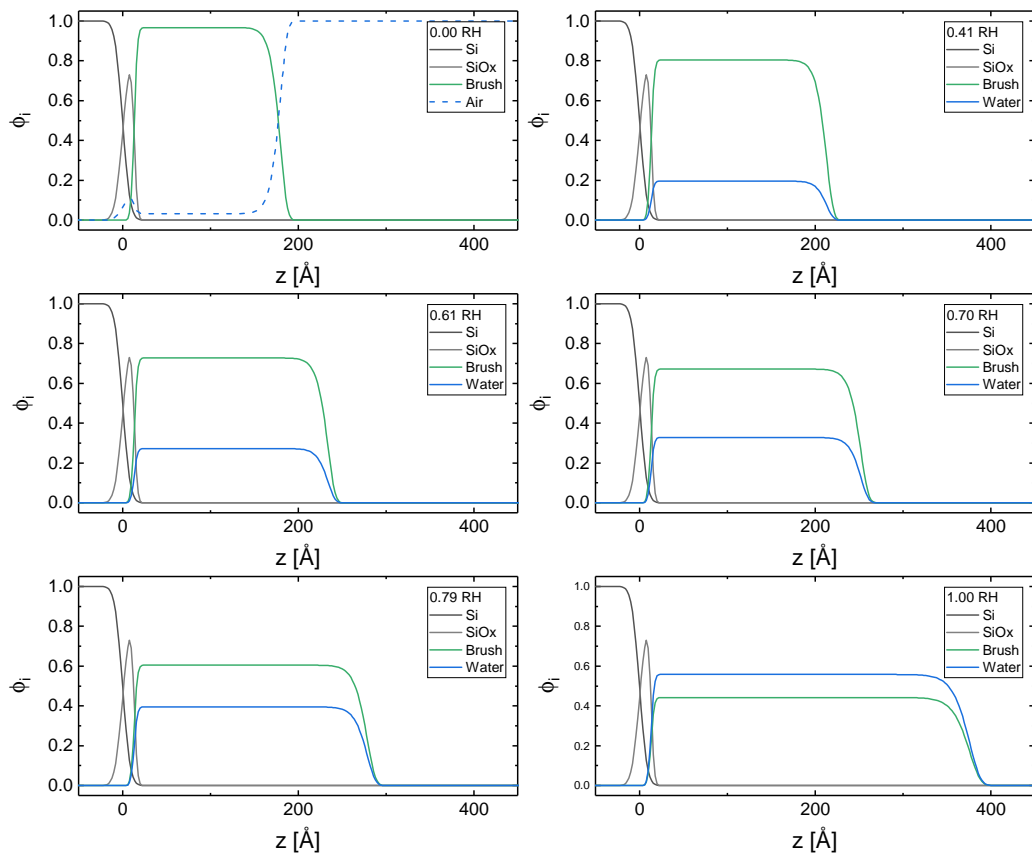 0.00 RH
Si
SiOx
Brush
Air
1.0
0.8
0.6
0.4
0.2
0.0
ϕi
0
200
400
z [Å]
0.41 RH
Si
SiOx
Brush
Water
1.0
0.8
0.6
0.4
0.2
0.0
ϕi
0
200
400
z [Å]
0.61 RH
Si
SiOx
Brush
Water
1.0
0.8
0.6
0.4
0.2
0.0
ϕi
0
200
400
z [Å]
0.70 RH
Si
SiOx
Brush
Water
1.0
0.8
0.6
0.4
0.2
0.0
ϕi
0
200
400
z [Å]
0.79 RH
Si
SiOx
Brush
Water
1.0
0.8
0.6
0.4
0.2
0.0
ϕi
0
200
400
z [Å]
1.00 RH
Si
SiOx
Brush
Water
1.0
0.8
0.6
0.4
0.2
0.0
ϕi
0
200
400
z [Å]